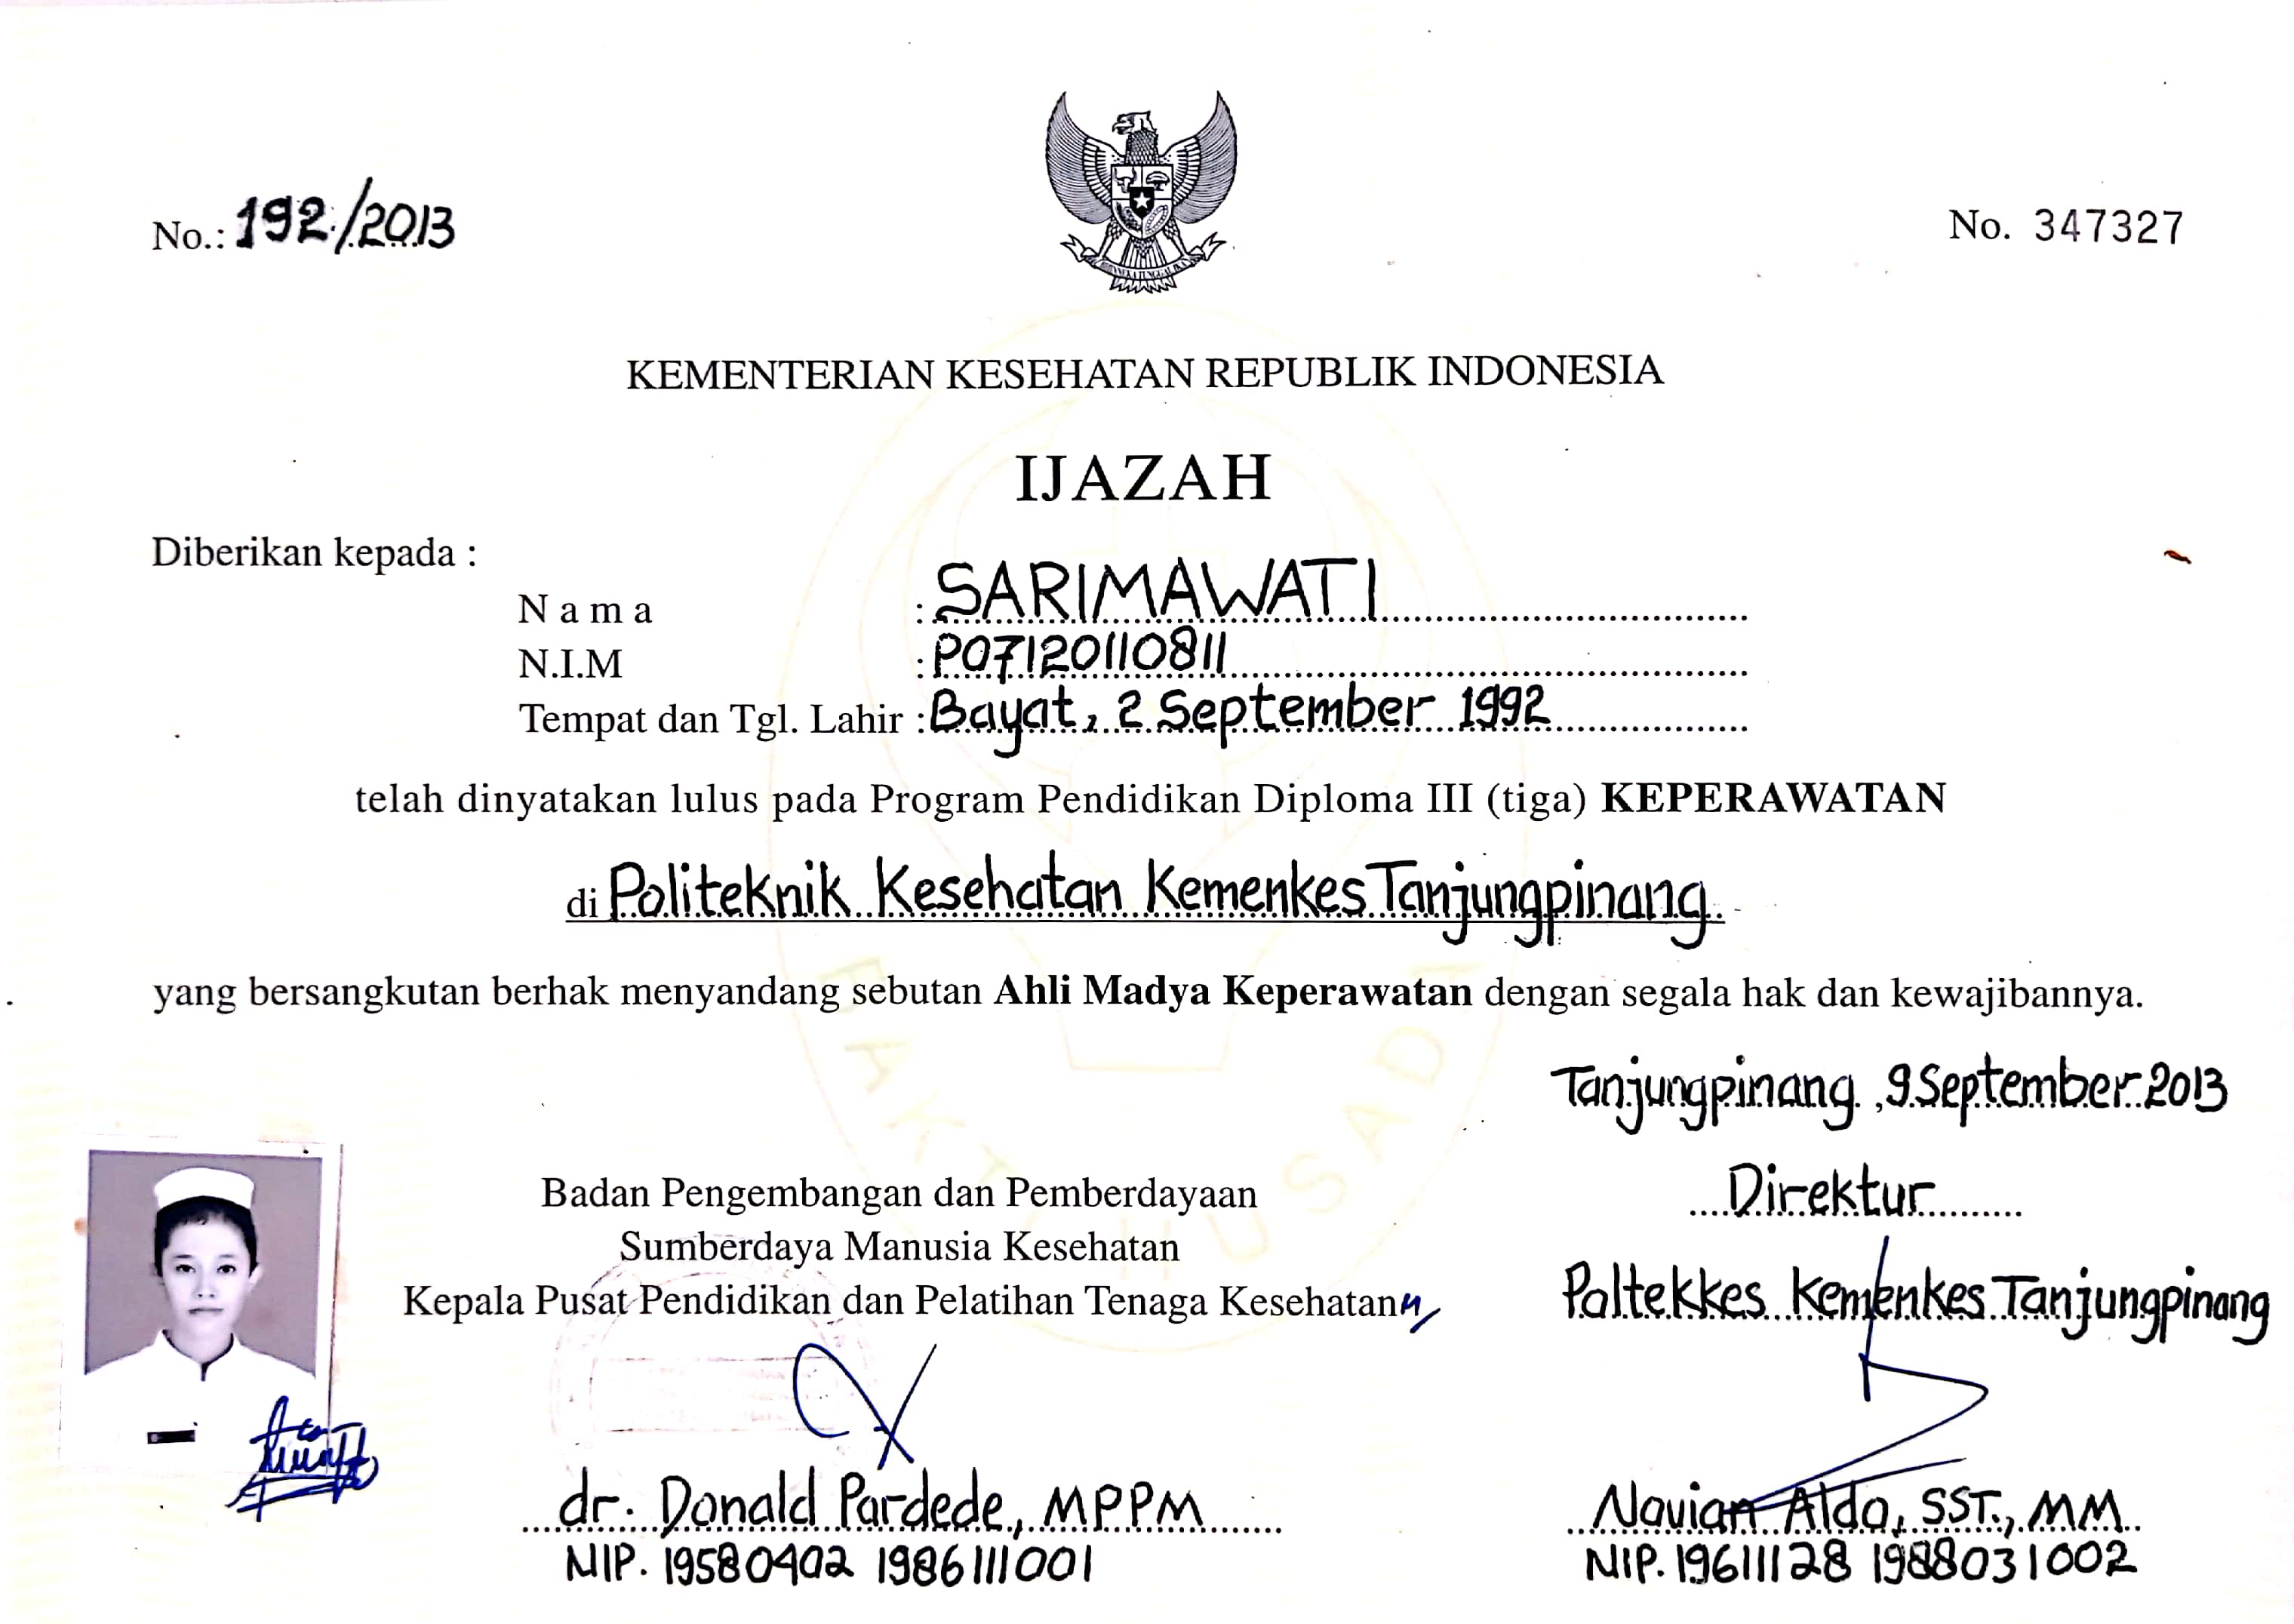 No.: 192/2013
No. 347327
KEMENTERIAN KESEHATAN REPUBLIK INDONESIA
IJAZAH
Diberikan kepada :
Nama : SARIMAWATI
N.I.M : P07120110811
Tempat dan Tgl. Lahir : Bayat, 2 September 1992
telah dinyatakan lulus pada Program Pendidikan Diploma III (tiga) KEPERAWATAN
di Politeknik Kesehatan Kemenkes Tanjungpinang
yang bersangkutan berhak menyandang sebutan Ahli Madya Keperawatan dengan segala hak dan kewajibannya.
BAKTI HUSADA
Tanjungpinang, 9 September 2013
Badan Pengembangan dan Pemberdayaan
Sumberdaya Manusia Kesehatan
Kepala Pusat Pendidikan dan Pelatihan Tenaga Kesehatan
dr. Donald Pardede, MPPM
NIP. 19580402 1986111001
Direktur
Poltekkes Kemenkes Tanjungpinang
Novian Aldo, SST., MM
NIP. 19611128 1988031002